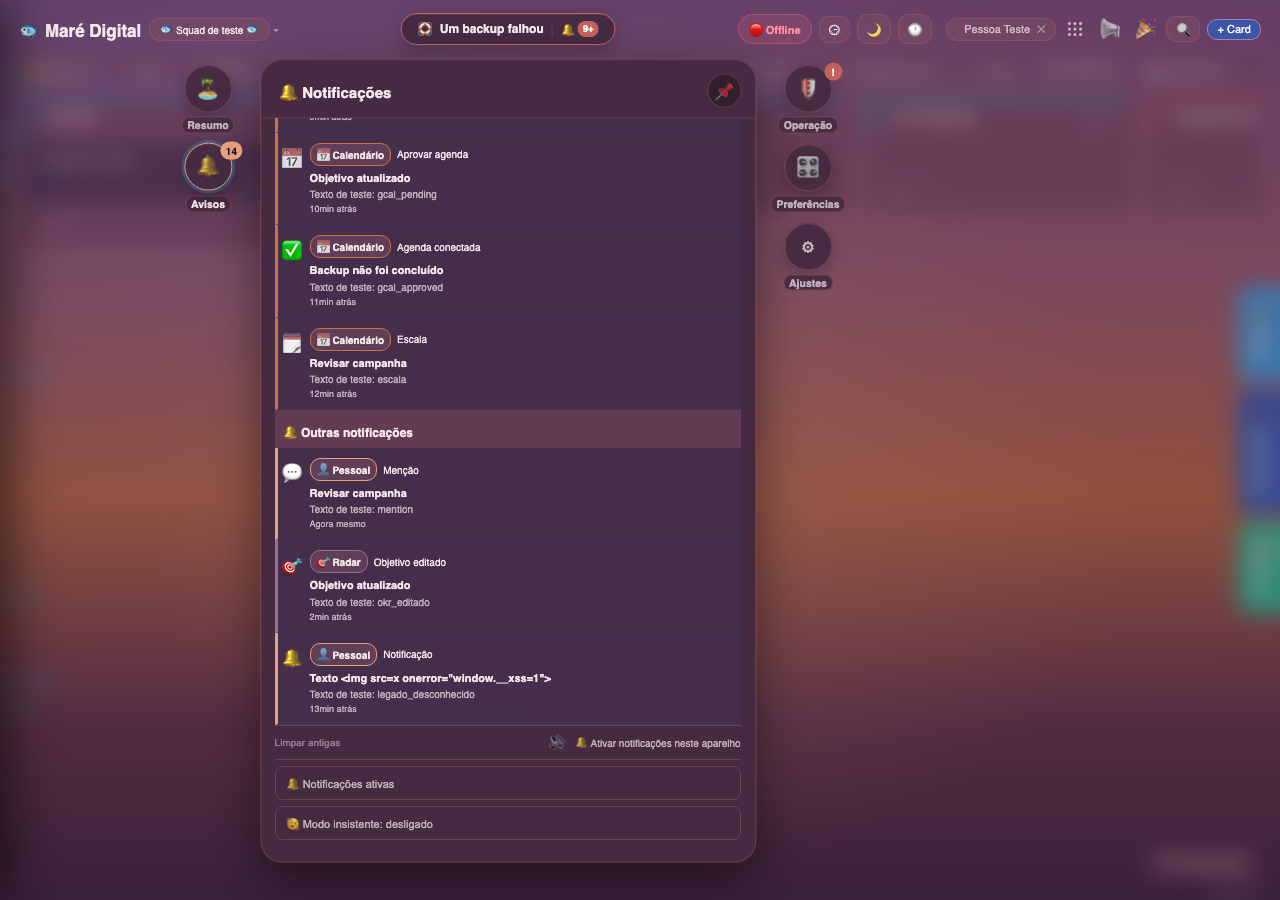 Maré Digital
Squad de teste
Um backup falhou
9+
Offline
Pessoa Teste
+ Card
Resumo
14
Avisos
Notificações
Calendário Aprovar agenda
Objetivo atualizado
Texto de teste: gcal_pending
10min atrás
Calendário Agenda conectada
Backup não foi concluído
Texto de teste: gcal_approved
11min atrás
Calendário Escala
Revisar campanha
Texto de teste: escala
12min atrás
Outras notificações
Pessoal Menção
Revisar campanha
Texto de teste: mention
Agora mesmo
Radar Objetivo editado
Objetivo atualizado
Texto de teste: okr_editado
2min atrás
Pessoal Notificação
Texto <img src=x onerror="window.__xss=1">
Texto de teste: legado_desconhecido
13min atrás
Limpar antigas
Ativar notificações neste aparelho
Notificações ativas
Modo insistente: desligado
!
Operação
Preferências
Ajustes